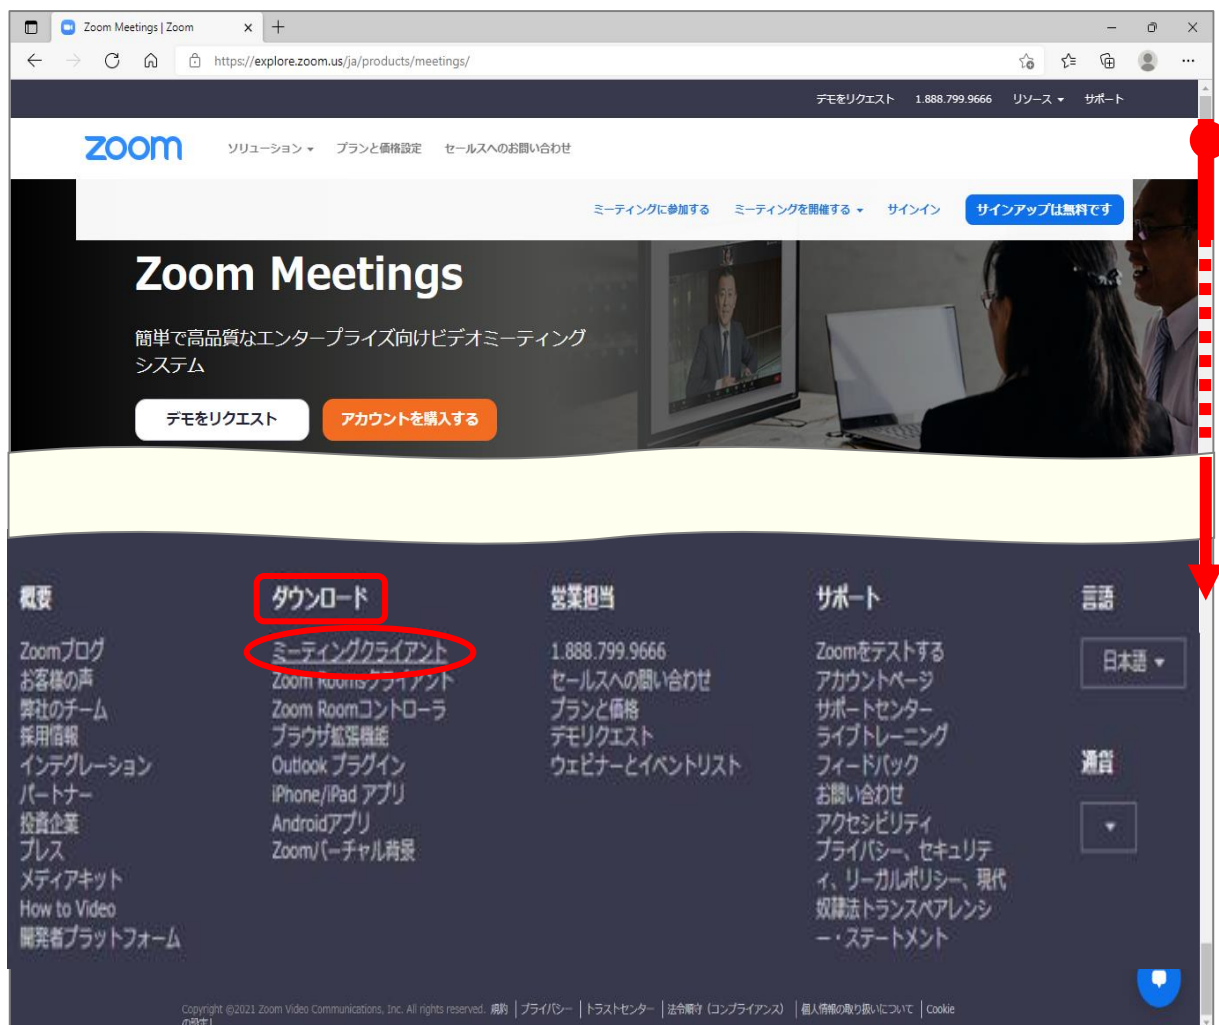 Zoom Meetings | Zoom
https://explore.zoom.us/ja/products/meetings/
デモをリクエスト 1.888.799.9666 リソース サポート
zoom ソリューション プランと価格設定 セールスへのお問い合わせ
ミーティングに参加する ミーティングを開催する サインイン サインアップは無料です
Zoom Meetings
簡単で高品質なエンタープライズ向けビデオミーティング
システム
デモをリクエスト アカウントを購入する
概要
Zoomブログ
お客様の声
弊社のチーム
採用情報
インテグレーション
パートナー
投資企業
プレス
メディアキット
How to Video
開発者プラットフォーム
ダウンロード
ミーティングクライアント
Zoom Roomsクライアント
Zoom Roomコントローラ
ブラウザ拡張機能
Outlook プラグイン
iPhone/iPad アプリ
Androidアプリ
Zoomバーチャル背景
営業担当
1.888.799.9666
セールスへの問い合わせ
プランと価格
デモリクエスト
ウェビナーとイベントリスト
サポート
Zoomをテストする
アカウントページ
サポートセンター
ライブトレーニング
フィードバック
お問い合わせ
アクセシビリティ
プライバシー、セキュリテ
ィ、リーガルポリシー、現代
奴隷法トランスペアレンシ
ー・ステートメント
言語
日本語
通貨
Copyright ©2021 Zoom Video Communications, Inc. All rights reserved. 規約 | プライバシー | トラストセンター | 法令順守 (コンプライアンス) | 個人情報の取り扱いについて | Cookie
の設定 |